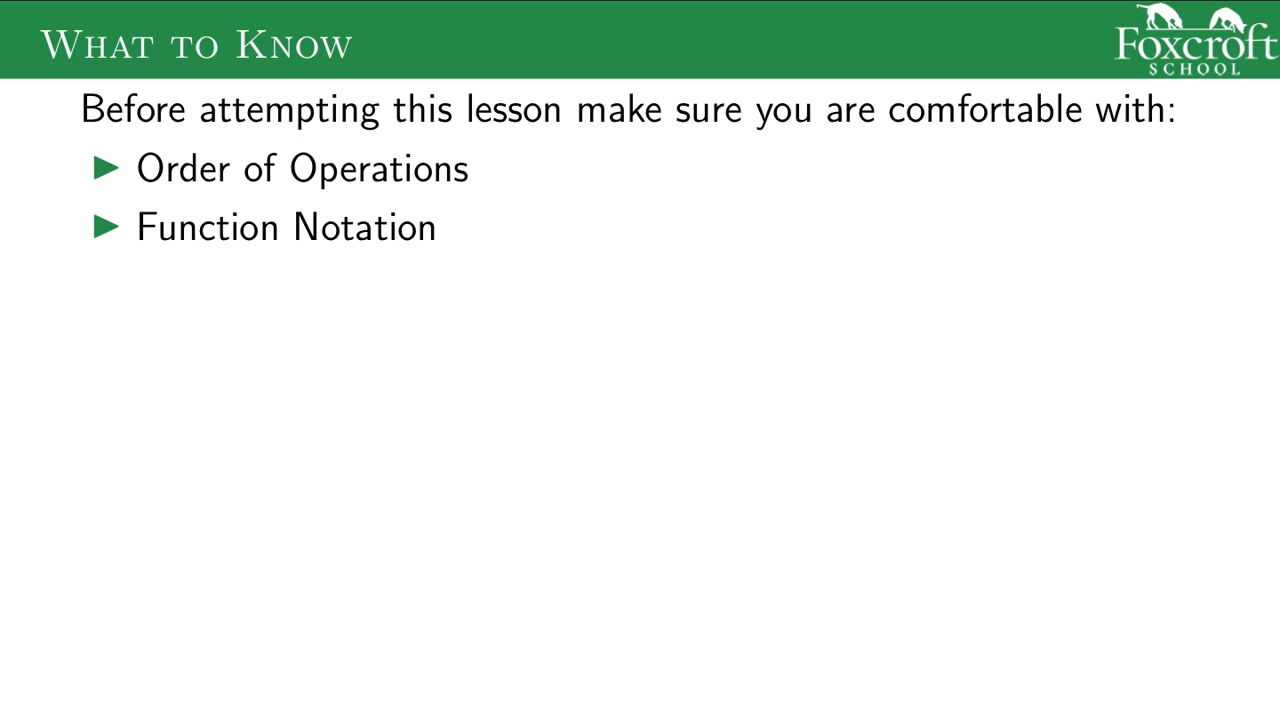 What to Know
Foxcroft
SCHOOL
Before attempting this lesson make sure you are comfortable with:
Order of Operations
Function Notation